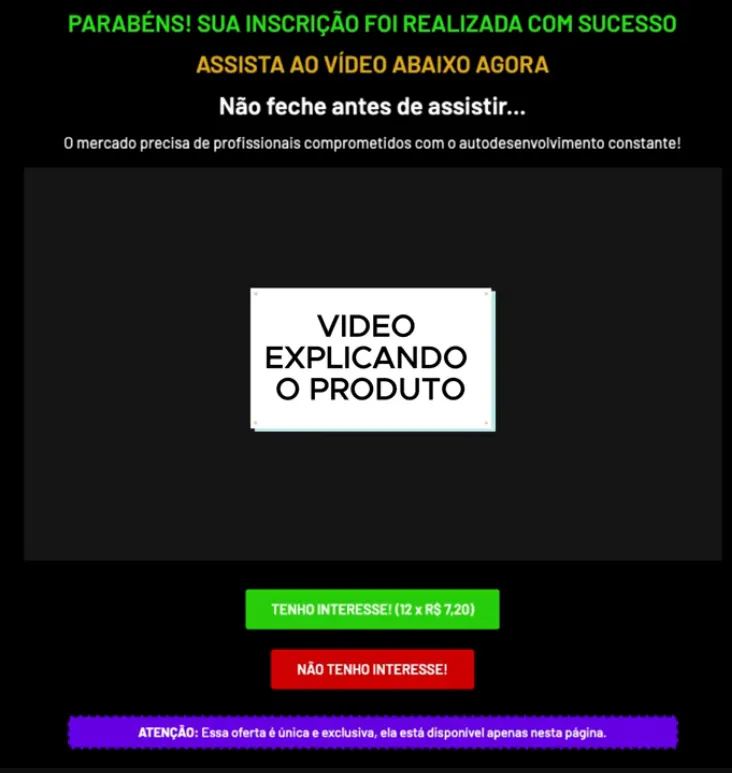 PARABÉNS! SUA INSCRIÇÃO FOI REALIZADA COM SUCESSO
ASSISTA AO VÍDEO ABAIXO AGORA
Não feche antes de assistir...
O mercado precisa de profissionais comprometidos com o autodesenvolvimento constante!
VIDEO
EXPLICANDO
O PRODUTO
TENHO INTERESSE! (12 x R$ 7,20)
NÃO TENHO INTERESSE!
ATENÇÃO: Essa oferta é única e exclusiva, ela está disponível apenas nesta página.